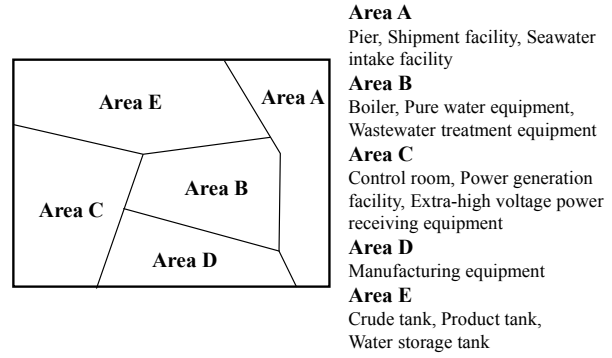 Area E
Area A
Area B
Area C
Area D
Area A
Pier, Shipment facility, Seawater
intake facility
Area B
Boiler, Pure water equipment,
Wastewater treatment equipment
Area C
Control room, Power generation
facility, Extra-high voltage power
receiving equipment
Area D
Manufacturing equipment
Area E
Crude tank, Product tank,
Water storage tank